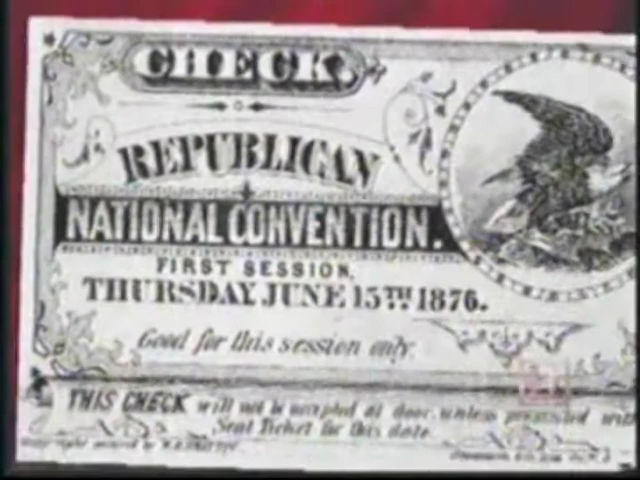 CHECK.
REPUBLICAN
NATIONAL CONVENTION.
FIRST SESSION.
THURSDAY, JUNE 15TH 1876.
Good for this session only.
THIS CHECK will not be accepted at door, unless presented with
Seat Ticket for this date.